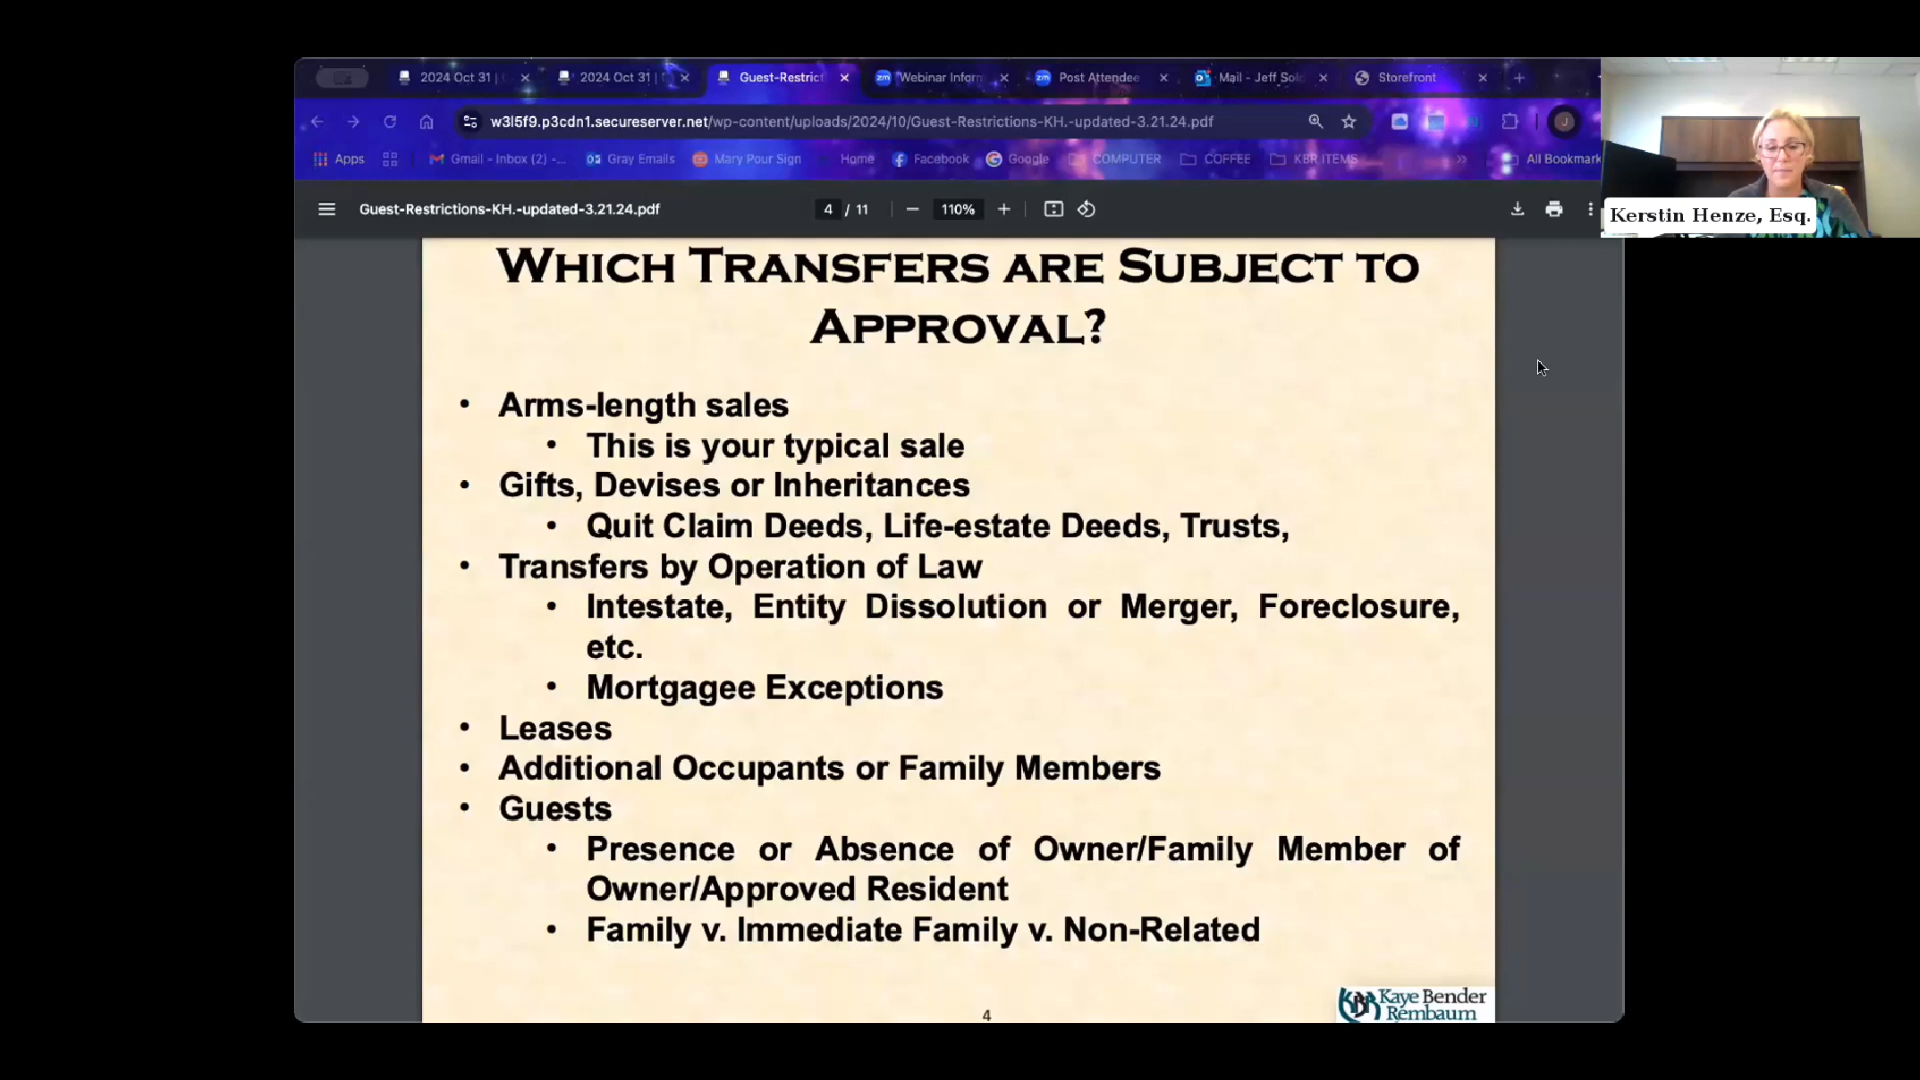 2024 Oct 31 |
2024 Oct 31 |
Guest-Restrict
Webinar Inform
Post Attendee
Mail - Jeff Solo
Storefront
w3l5f9.p3cdn1.secureserver.net/wp-content/uploads/2024/10/Guest-Restrictions-KH.-updated-3.21.24.pdf
Apps
Gmail - Inbox (2) -...
Gray Emails
Mary Pour Sign
Home
Facebook
Google
COMPUTER
COFFEE
KBR ITEMS
All Bookmark
Guest-Restrictions-KH.-updated-3.21.24.pdf
4 / 11
110%
Kerstin Henze, Esq.
WHICH TRANSFERS ARE SUBJECT TO
APPROVAL?
• Arms-length sales
• This is your typical sale
• Gifts, Devises or Inheritances
• Quit Claim Deeds, Life-estate Deeds, Trusts,
• Transfers by Operation of Law
• Intestate, Entity Dissolution or Merger, Foreclosure,
etc.
• Mortgagee Exceptions
• Leases
• Additional Occupants or Family Members
• Guests
• Presence or Absence of Owner/Family Member of
Owner/Approved Resident
• Family v. Immediate Family v. Non-Related
4
KBR Kaye Bender
Rembaum